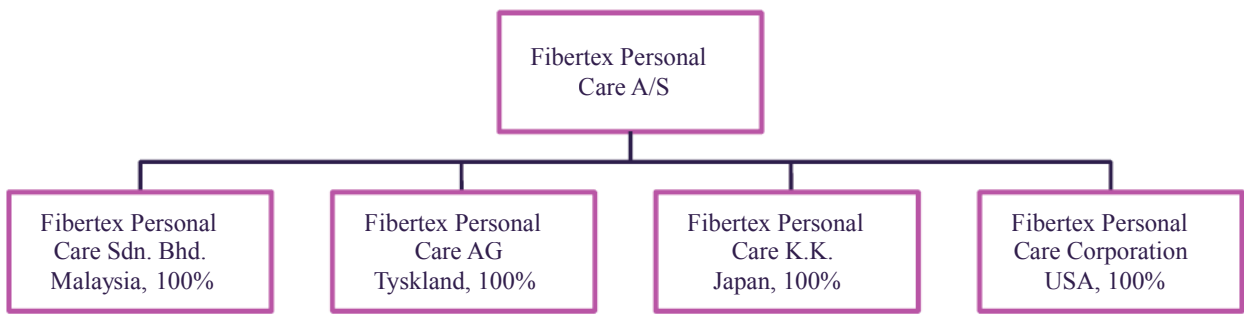 Fibertex Personal
Care A/S
Fibertex Personal
Care Sdn. Bhd.
Malaysia, 100%
Fibertex Personal
Care AG
Tyskland, 100%
Fibertex Personal
Care K.K.
Japan, 100%
Fibertex Personal
Care Corporation
USA, 100%